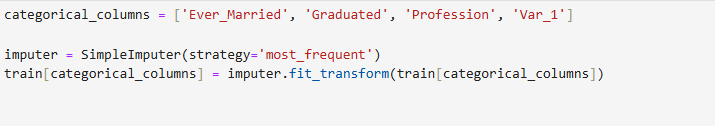 categorical_columns = ['Ever_Married', 'Graduated', 'Profession', 'Var_1']
imputer = SimpleImputer(strategy='most_frequent')
train[categorical_columns] = imputer.fit_transform(train[categorical_columns])